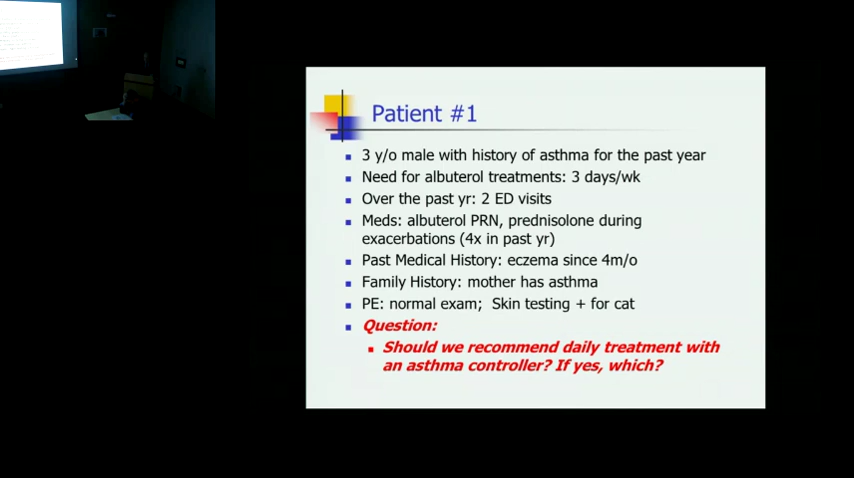 Patient #1
3 y/o male with history of asthma for the past year
Need for albuterol treatments: 3 days/wk
Over the past yr: 2 ED visits
Meds: albuterol PRN, prednisolone during
exacerbations (4x in past yr)
Past Medical History: eczema since 4m/o
Family History: mother has asthma
PE: normal exam;  Skin testing + for cat
Question:
Should we recommend daily treatment with
an asthma controller? If yes, which?